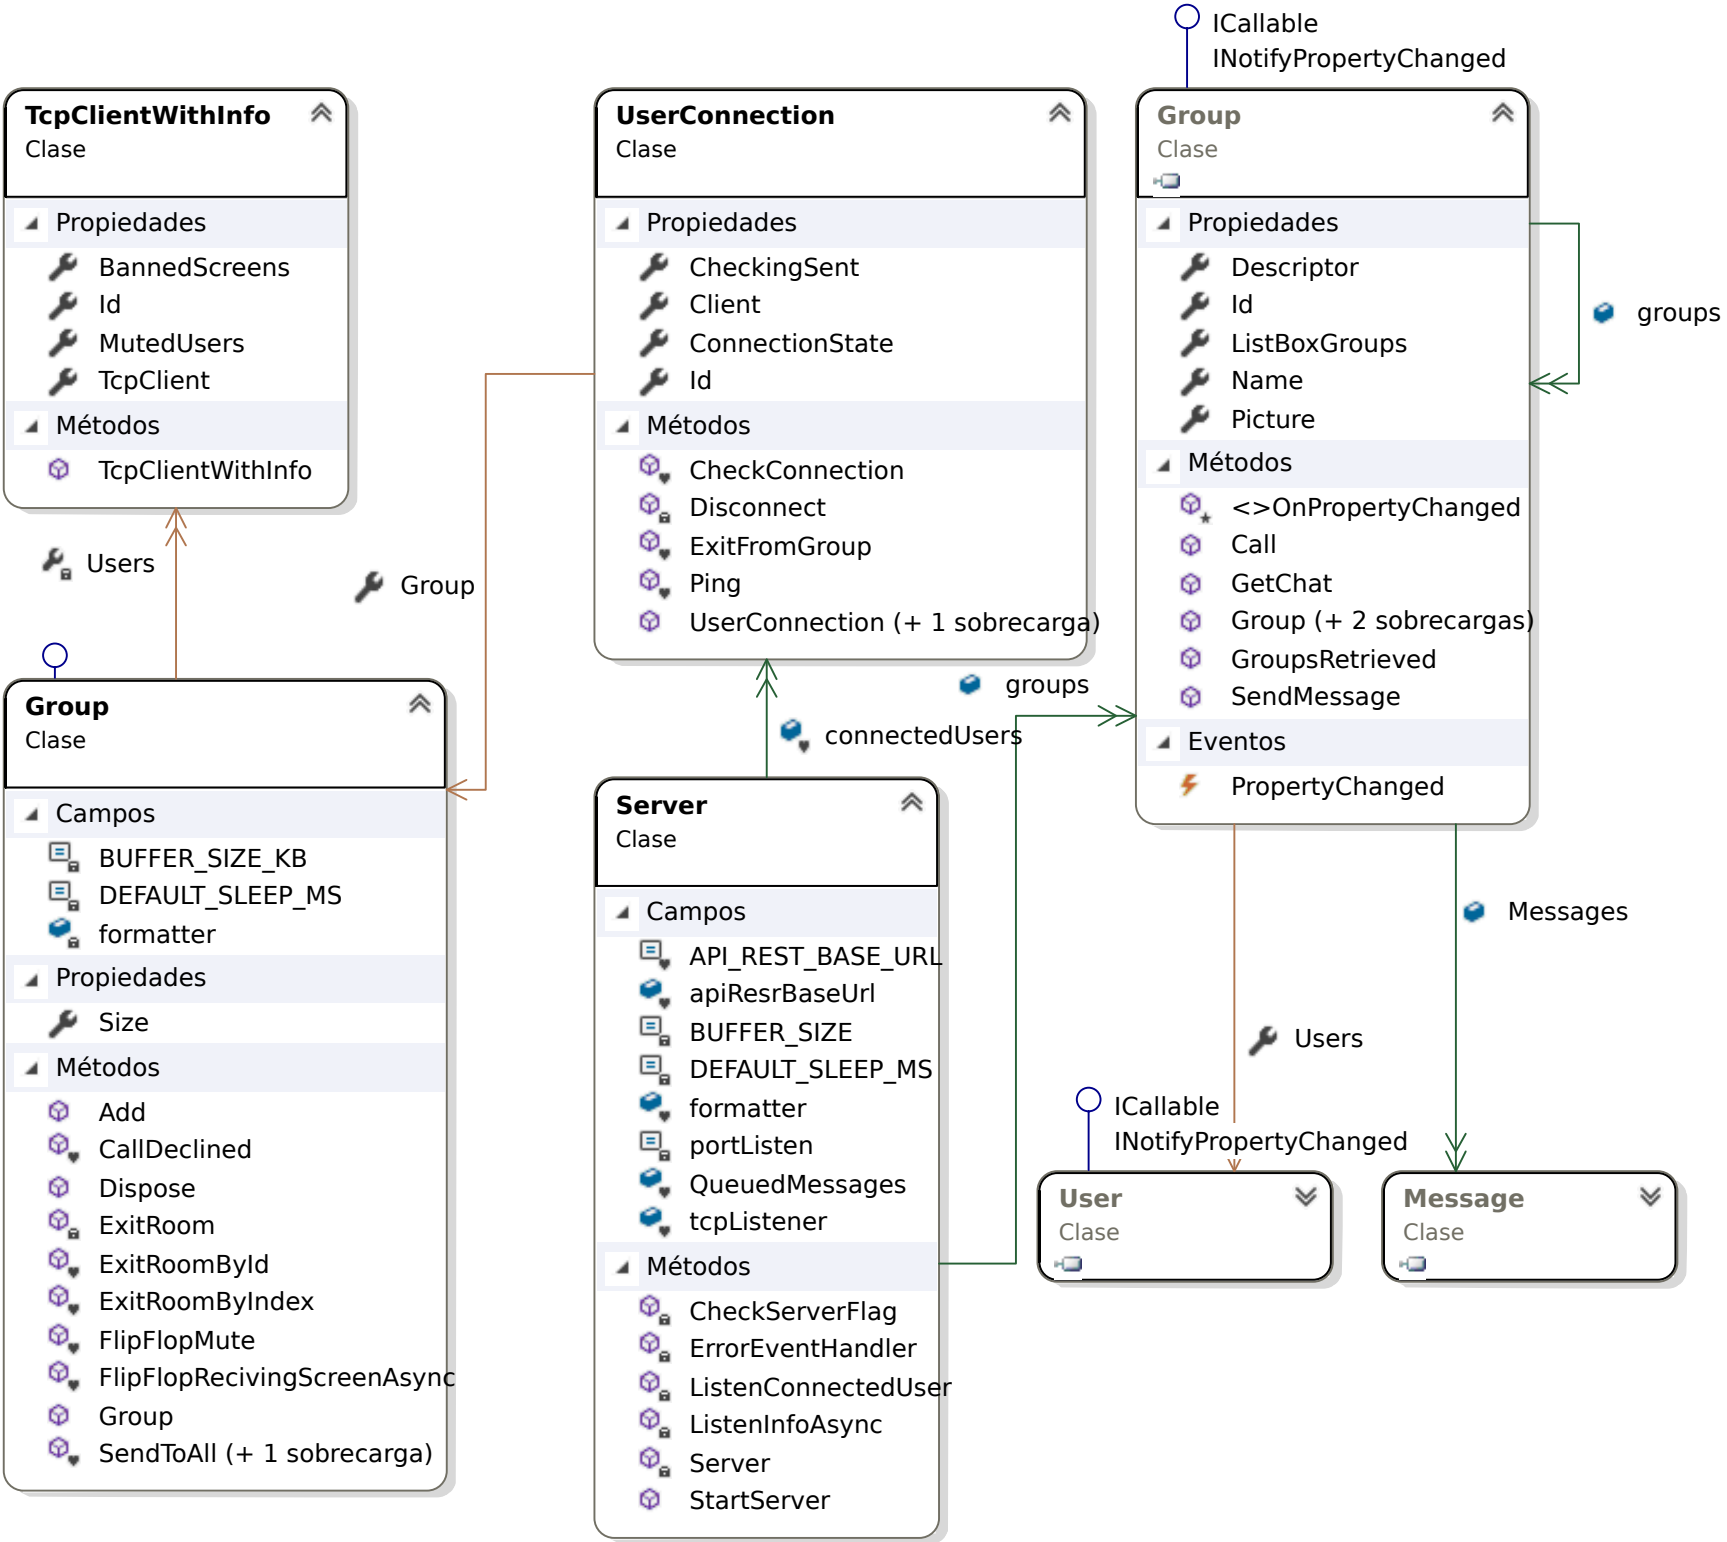 ICallable
INotifyPropertyChanged
TcpClientWithInfo
Clase
Propiedades
BannedScreens
Id
MutedUsers
TcpClient
Métodos
TcpClientWithInfo
Users
Group
Group
Clase
Campos
BUFFER_SIZE_KB
DEFAULT_SLEEP_MS
formatter
Propiedades
Size
Métodos
Add
CallDeclined
Dispose
ExitRoom
ExitRoomById
ExitRoomByIndex
FlipFlopMute
FlipFlopRecivingScreenAsync
Group
SendToAll (+ 1 sobrecarga)
UserConnection
Clase
Propiedades
CheckingSent
Client
ConnectionState
Id
Métodos
CheckConnection
Disconnect
ExitFromGroup
Ping
UserConnection (+ 1 sobrecarga)
groups
connectedUsers
Server
Clase
Campos
API_REST_BASE_URL
apiResrBaseUrl
BUFFER_SIZE
DEFAULT_SLEEP_MS
formatter
portListen
QueuedMessages
tcpListener
Métodos
CheckServerFlag
ErrorEventHandler
ListenConnectedUser
ListenInfoAsync
Server
StartServer
Group
Clase
Propiedades
Descriptor
Id
ListBoxGroups
Name
Picture
Métodos
<>OnPropertyChanged
Call
GetChat
Group (+ 2 sobrecargas)
GroupsRetrieved
SendMessage
Eventos
PropertyChanged
groups
Messages
Users
ICallable
INotifyPropertyChanged
User
Clase
Message
Clase